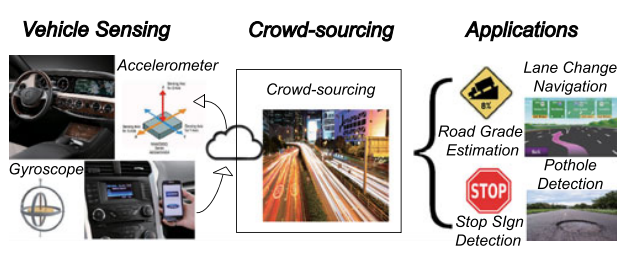 Vehicle Sensing
Crowd-sourcing
Applications
Accelerometer
Gyroscope
Crowd-sourcing
8%
Road Grade
Estimation
Lane Change
Navigation
STOP
Stop SIgn
Detection
Pothole
Detection